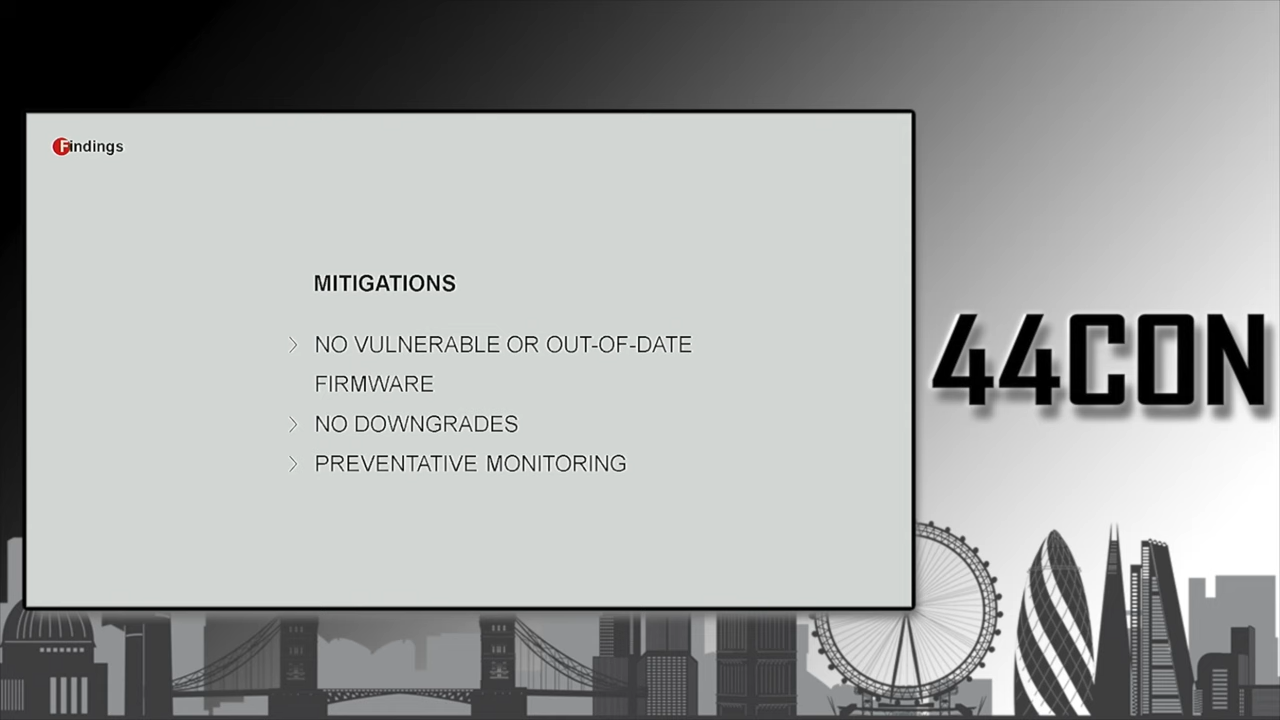 Findings
MITIGATIONS
NO VULNERABLE OR OUT-OF-DATE
FIRMWARE
NO DOWNGRADES
PREVENTATIVE MONITORING
44CON